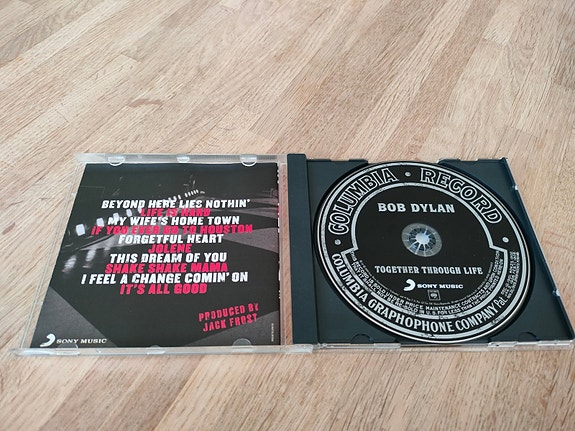 BEYOND HERE LIES NOTHIN'
LIFE IS HARD
MY WIFE'S HOME TOWN
IF YOU EVER GO TO HOUSTON
FORGETFUL HEART
JOLENE
THIS DREAM OF YOU
SHAKE SHAKE MAMA
I FEEL A CHANGE COMIN' ON
IT'S ALL GOOD
PRODUCED BY
JACK FROST
SONY MUSIC
COLUMBIA RECORD
BOB DYLAN
TOGETHER THROUGH LIFE
SONY MUSIC
COLUMBIA GRAPHOPHONE COMPANY